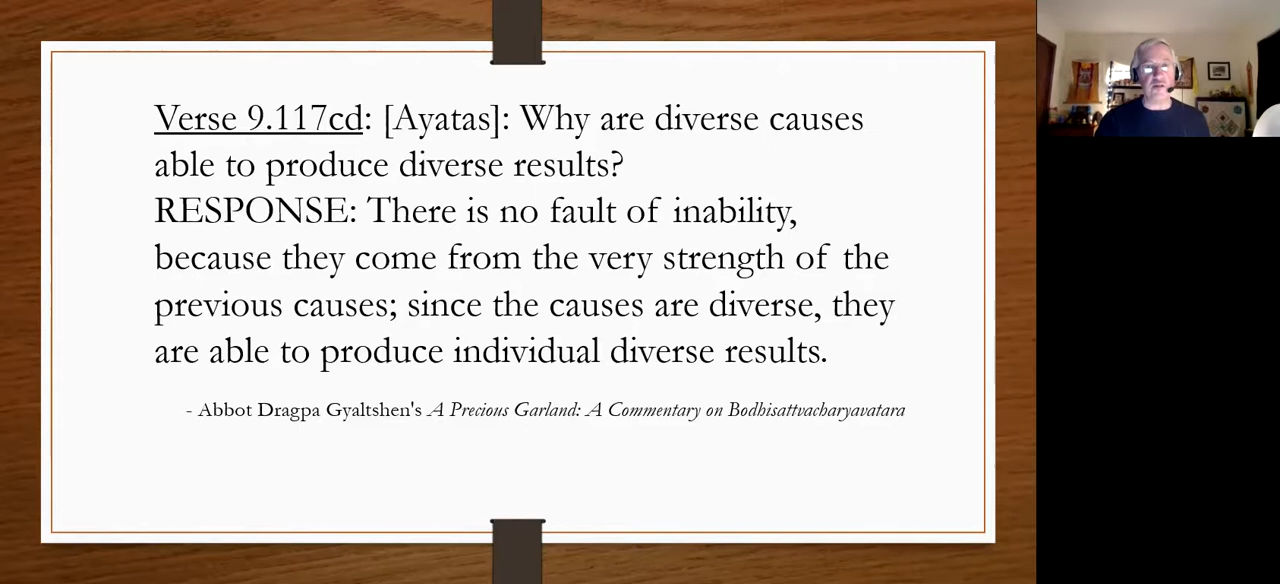 Verse 9.117cd: [Ayatas]: Why are diverse causes
able to produce diverse results?
RESPONSE: There is no fault of inability,
because they come from the very strength of the
previous causes; since the causes are diverse, they
are able to produce individual diverse results.
- Abbot Dragpa Gyaltshen's A Precious Garland: A Commentary on Bodhisattvacharyavatara